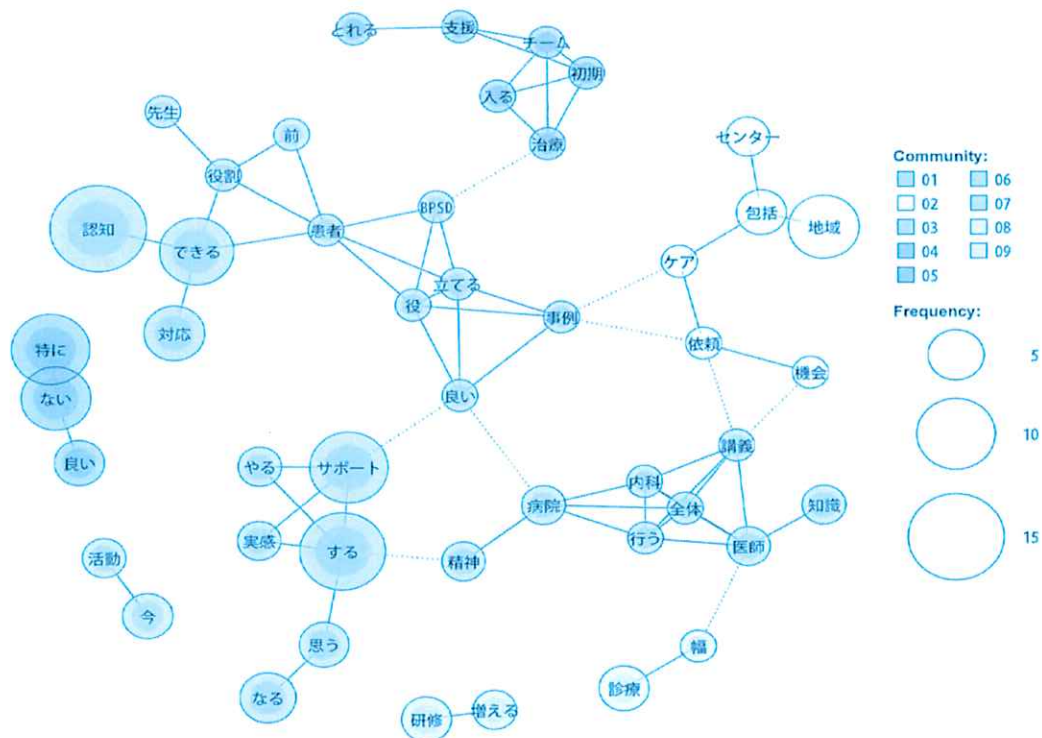 とれる
支援
チーム
初期
入る
治療
先生
前
役割
患者
BPSD
認知
できる
対応
立てる
役
事例
良い
センター
包括
地域
ケア
依頼
機会
特に
ない
良い
サポート
やる
実感
する
思う
なる
精神
病院
講義
内科
全体
行う
医師
知識
幅
診療
活動
今
研修
増える
Community:
01 06
02 07
03 08
04 09
05
Frequency:
5
10
15